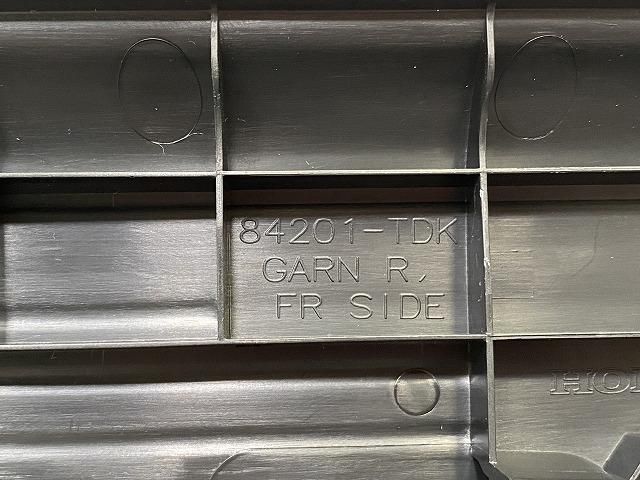 84201-TDK
GARN R,
FR SIDE